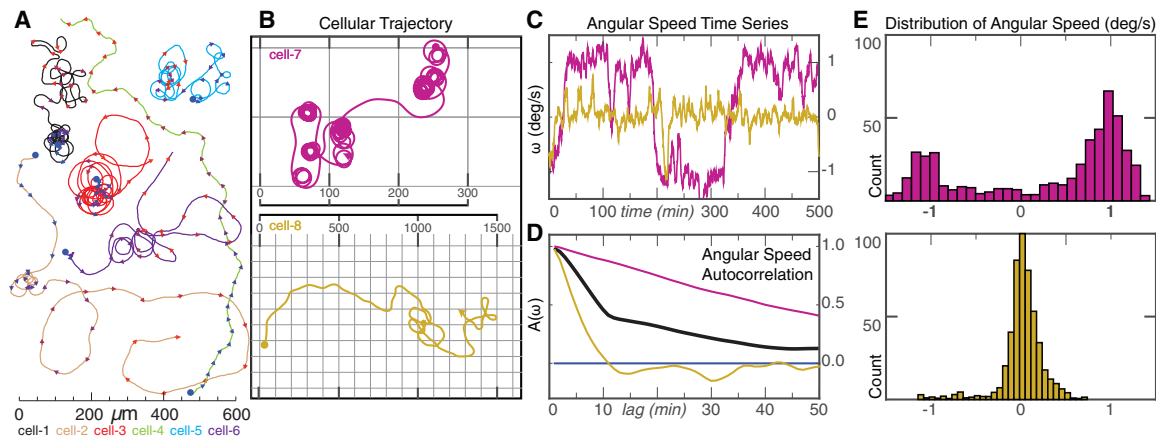 A
0 200 μm 400 600
cell-1 cell-2 cell-3 cell-4 cell-5 cell-6
B Cellular Trajectory
cell-7
0 100 200 300
cell-8
0 500 1000 1500
C Angular Speed Time Series
ω (deg/s)
1
0
-1
0 100 time (min) 300 400 500
D
Angular Speed
Autocorrelation
A(ω)
1.0
0.5
0.0
0 10 lag (min) 30 40 50
E Distribution of Angular Speed (deg/s)
100
50
Count
-1 0 1
100
50
Count
-1 0 1